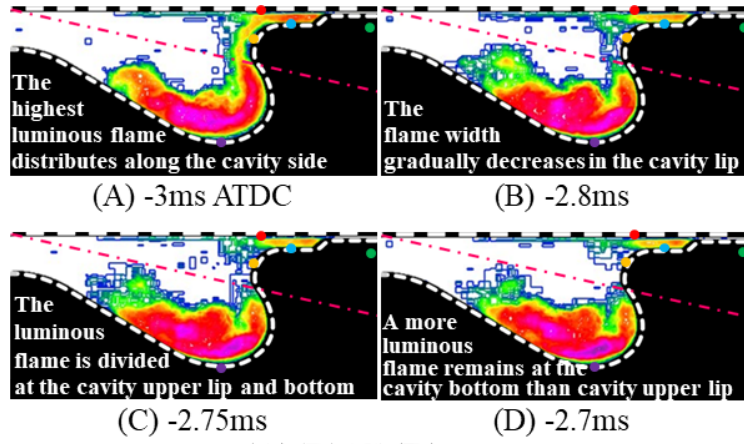 The
highest
luminous flame
distributes along the cavity side
(A) -3ms ATDC
The
flame width
gradually decreases in the cavity lip
(B) -2.8ms
The
luminous
flame is divided
at the cavity upper lip and bottom
(C) -2.75ms
A more
luminous
flame remains at the
cavity bottom than cavity upper lip
(D) -2.7ms